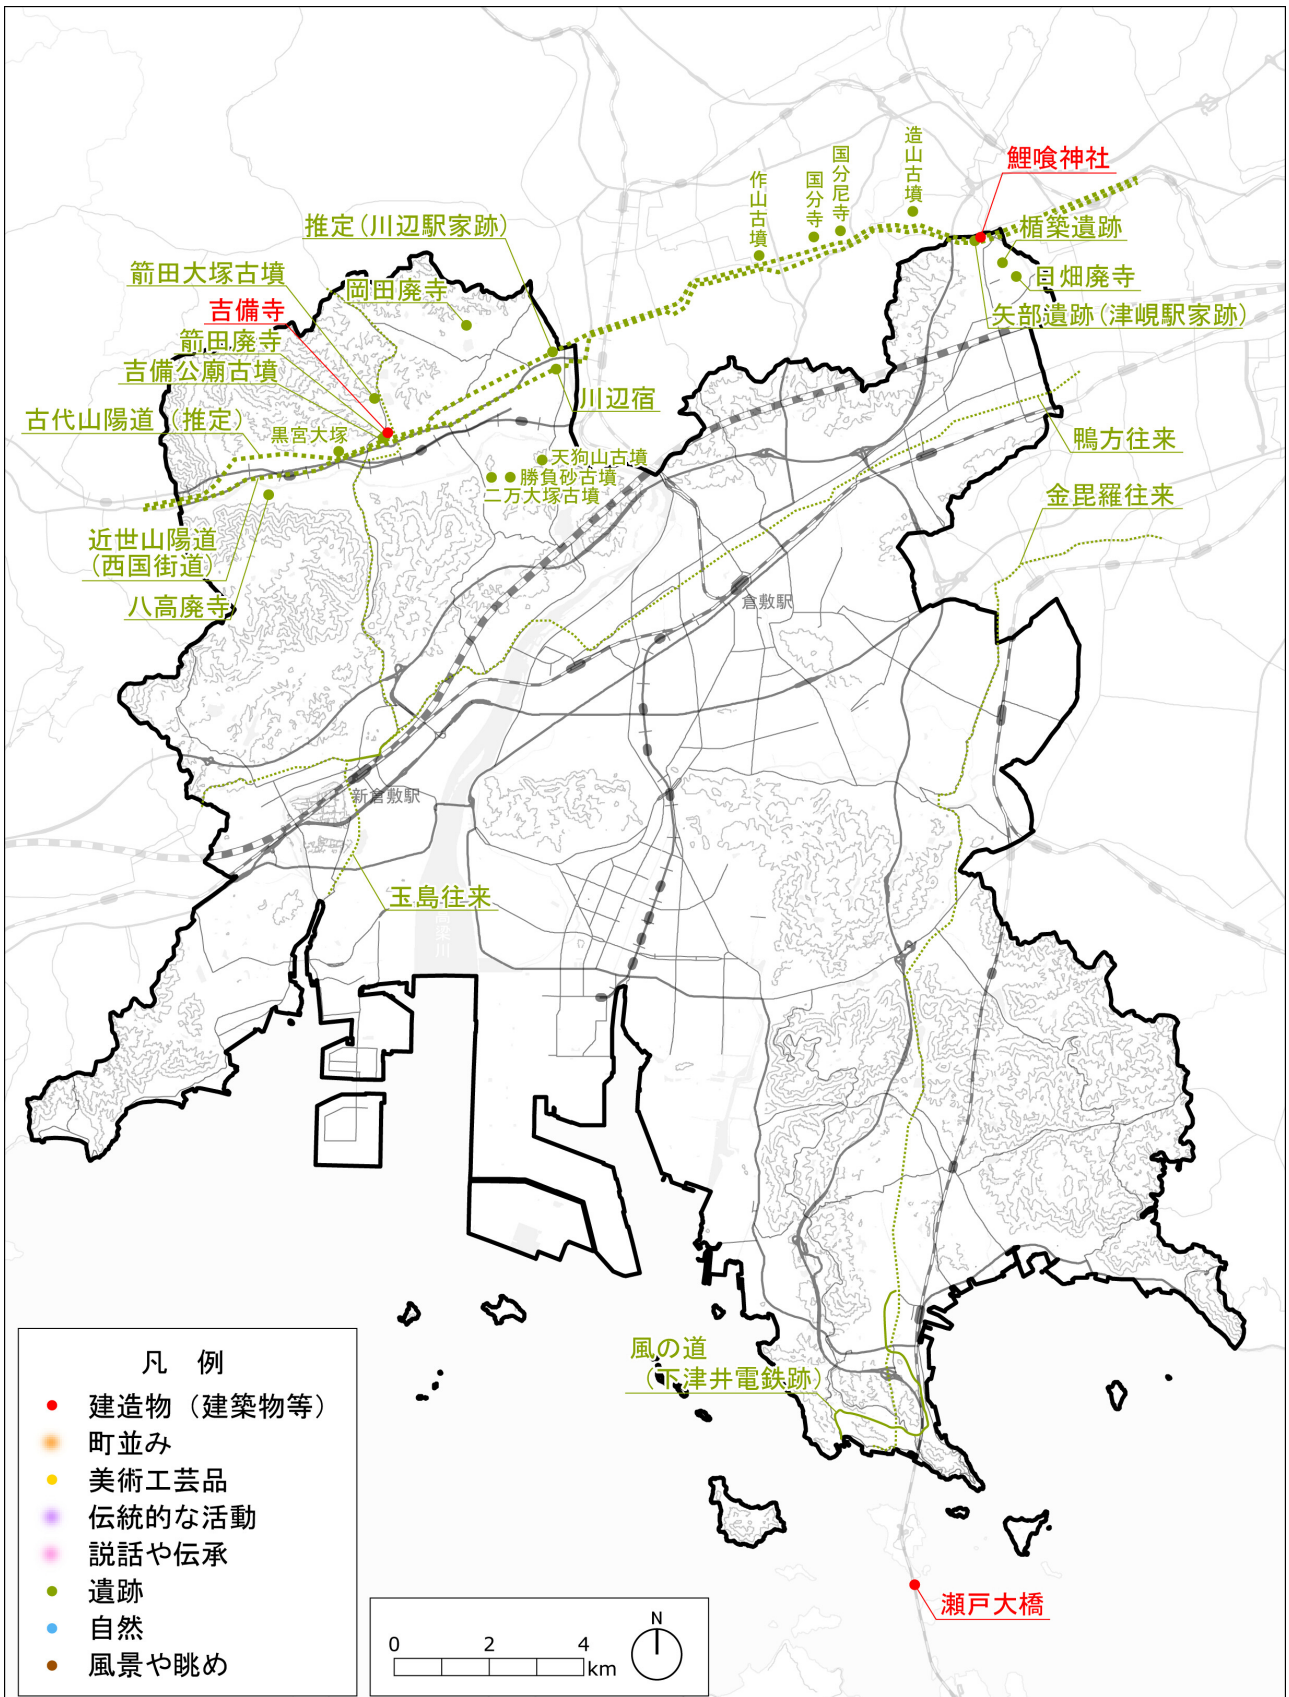 鯉喰神社
造山古墳
国分尼寺
国分寺
作山古墳
楯築遺跡
推定(川辺駅家跡)
箭田大塚古墳
岡田廃寺
日畑廃寺
吉備寺
矢部遺跡(津峴駅家跡)
箭田廃寺
吉備公廟古墳
川辺宿
古代山陽道(推定)
黒宮大塚
鴨方往来
天狗山古墳
勝負砂古墳
二万大塚古墳
金毘羅往来
近世山陽道
(西国街道)
八高廃寺
倉敷駅
新倉敷駅
玉島往来
高梁川
風の道
(下津井電鉄跡)
瀬戸大橋
凡 例
建造物(建築物等)
町並み
美術工芸品
伝統的な活動
説話や伝承
遺跡
自然
風景や眺め
0 2 4 km
N